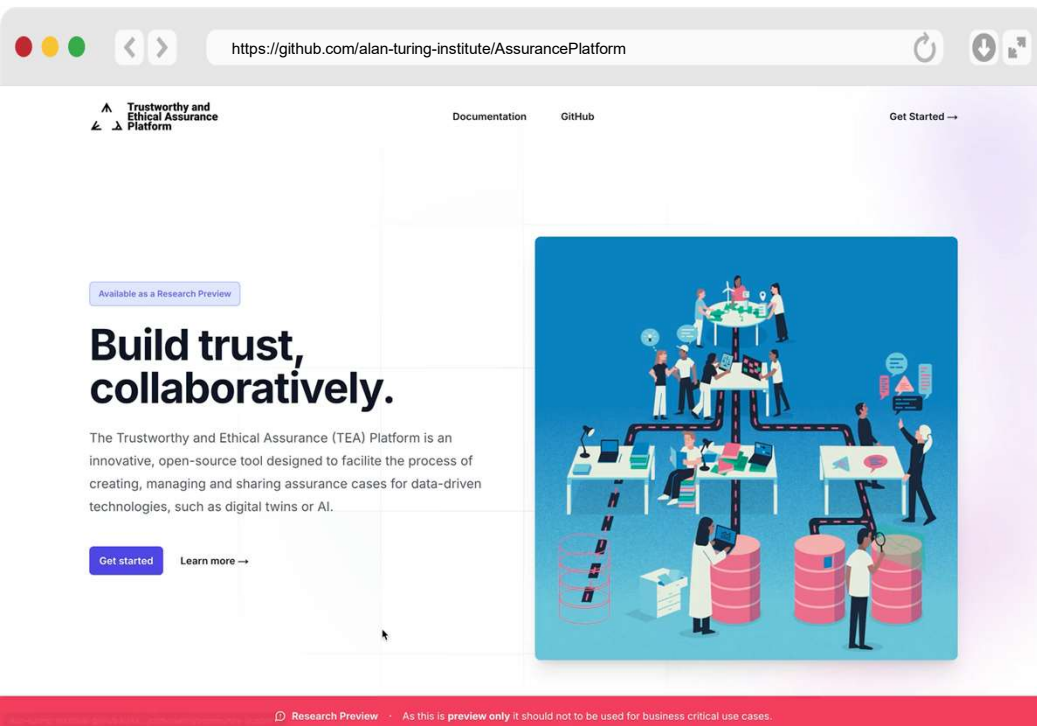 https://github.com/alan-turing-institute/AssurancePlatform
Trustworthy and
Ethical Assurance
Platform
Documentation
GitHub
Get Started →
Available as a Research Preview
Build trust,
collaboratively.
The Trustworthy and Ethical Assurance (TEA) Platform is an
innovative, open-source tool designed to facilite the process of
creating, managing and sharing assurance cases for data-driven
technologies, such as digital twins or AI.
Get started
Learn more →
Research Preview · As this is preview only it should not to be used for business critical use cases.